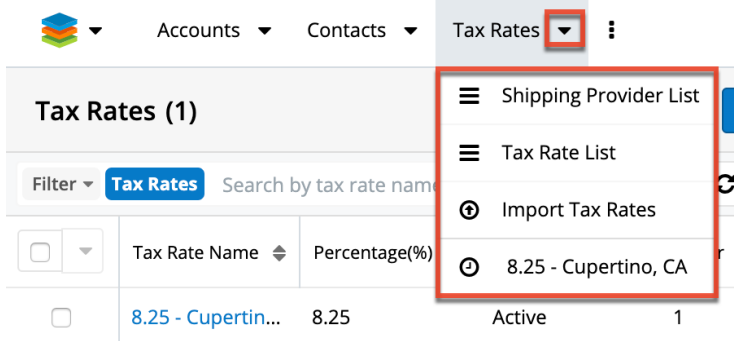 Accounts Contacts Tax Rates
Shipping Provider List
Tax Rates (1)
Tax Rate List
Filter Tax Rates Search by tax rate name
Import Tax Rates
Tax Rate Name Percentage(%)
8.25 - Cupertino, CA
8.25 - Cupertin... 8.25 Active 1